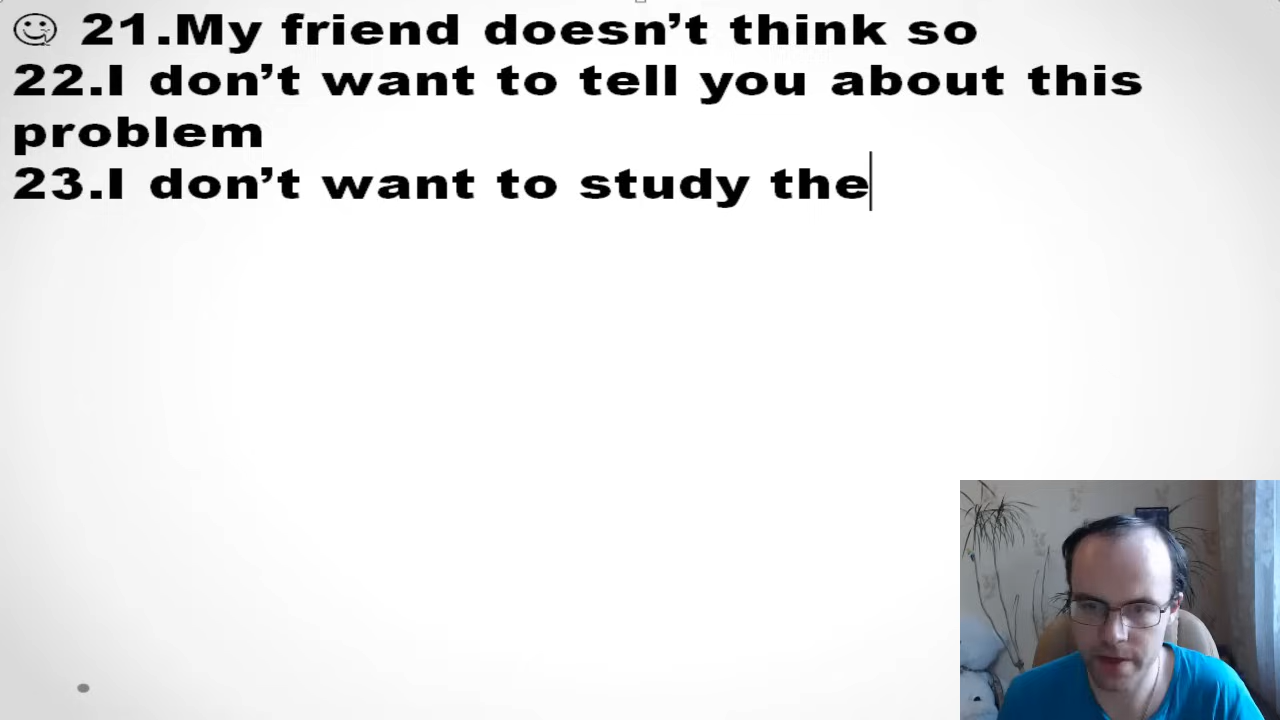 ☺ 21.My friend doesn’t think so
22.I don’t want to tell you about this
problem
23.I don’t want to study the